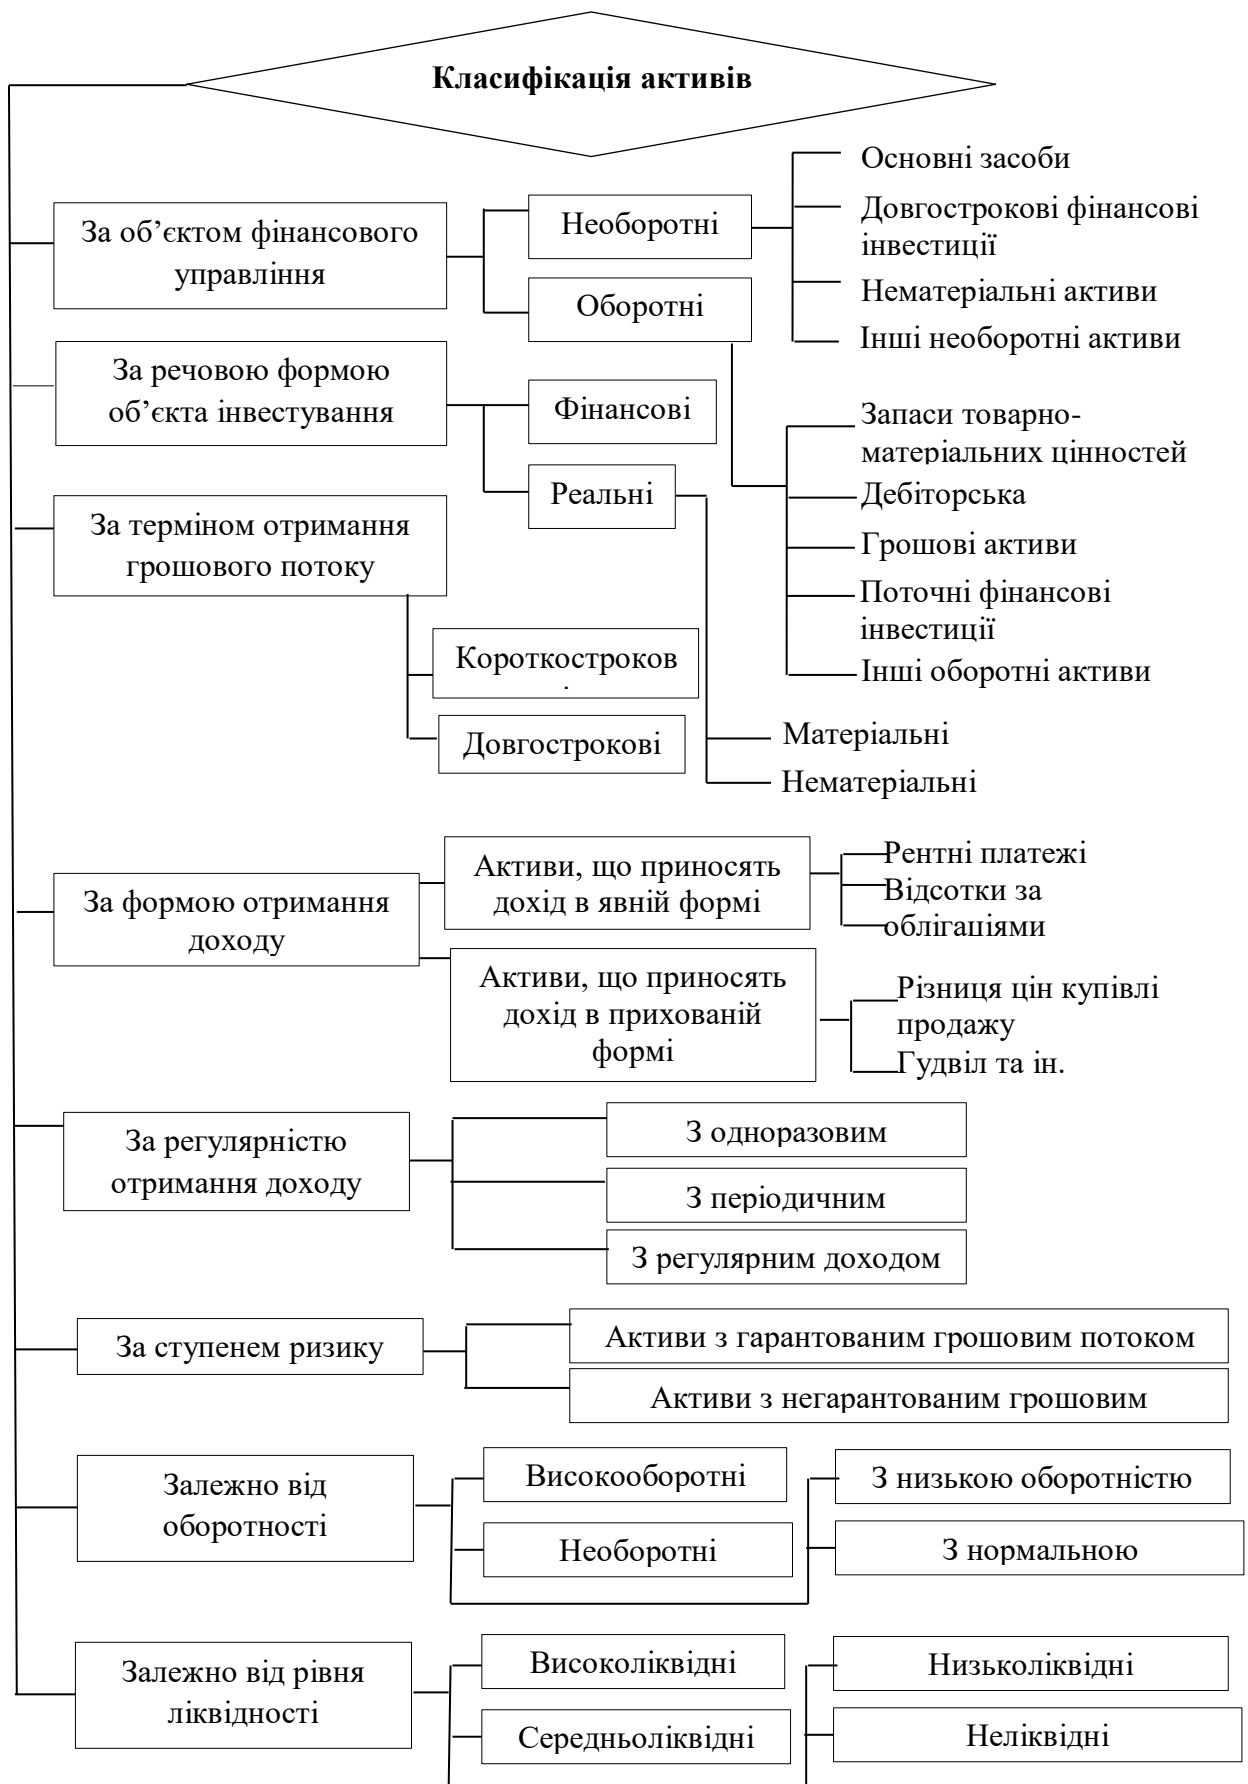 Класифікація активів
Основні засоби
За об’єктом фінансового
управління
Необоротні
Довгострокові фінансові
інвестиції
Оборотні
Нематеріальні активи
Інші необоротні активи
За речовою формою
об’єкта інвестування
Фінансові
Реальні
Запаси товарно-
матеріальних цінностей
Дебіторська
Грошові активи
Поточні фінансові
інвестиції
Інші оборотні активи
За терміном отримання
грошового потоку
Короткостроков
Довгострокові
Матеріальні
Нематеріальні
За формою отримання
доходу
Активи, що приносять
дохід в явній формі
Рентні платежі
Відсотки за
облігаціями
Активи, що приносять
дохід в прихованій
формі
Різниця цін купівлі
продажу
Гудвіл та ін.
За регулярністю
отримання доходу
З одноразовим
З періодичним
З регулярним доходом
За ступенем ризику
Активи з гарантованим грошовим потоком
Активи з негарантованим грошовим
Залежно від
оборотності
Високооборотні
Необоротні
З низькою оборотністю
З нормальною
Залежно від рівня
ліквідності
Високоліквідні
Середньоліквідні
Низьколіквідні
Неліквідні